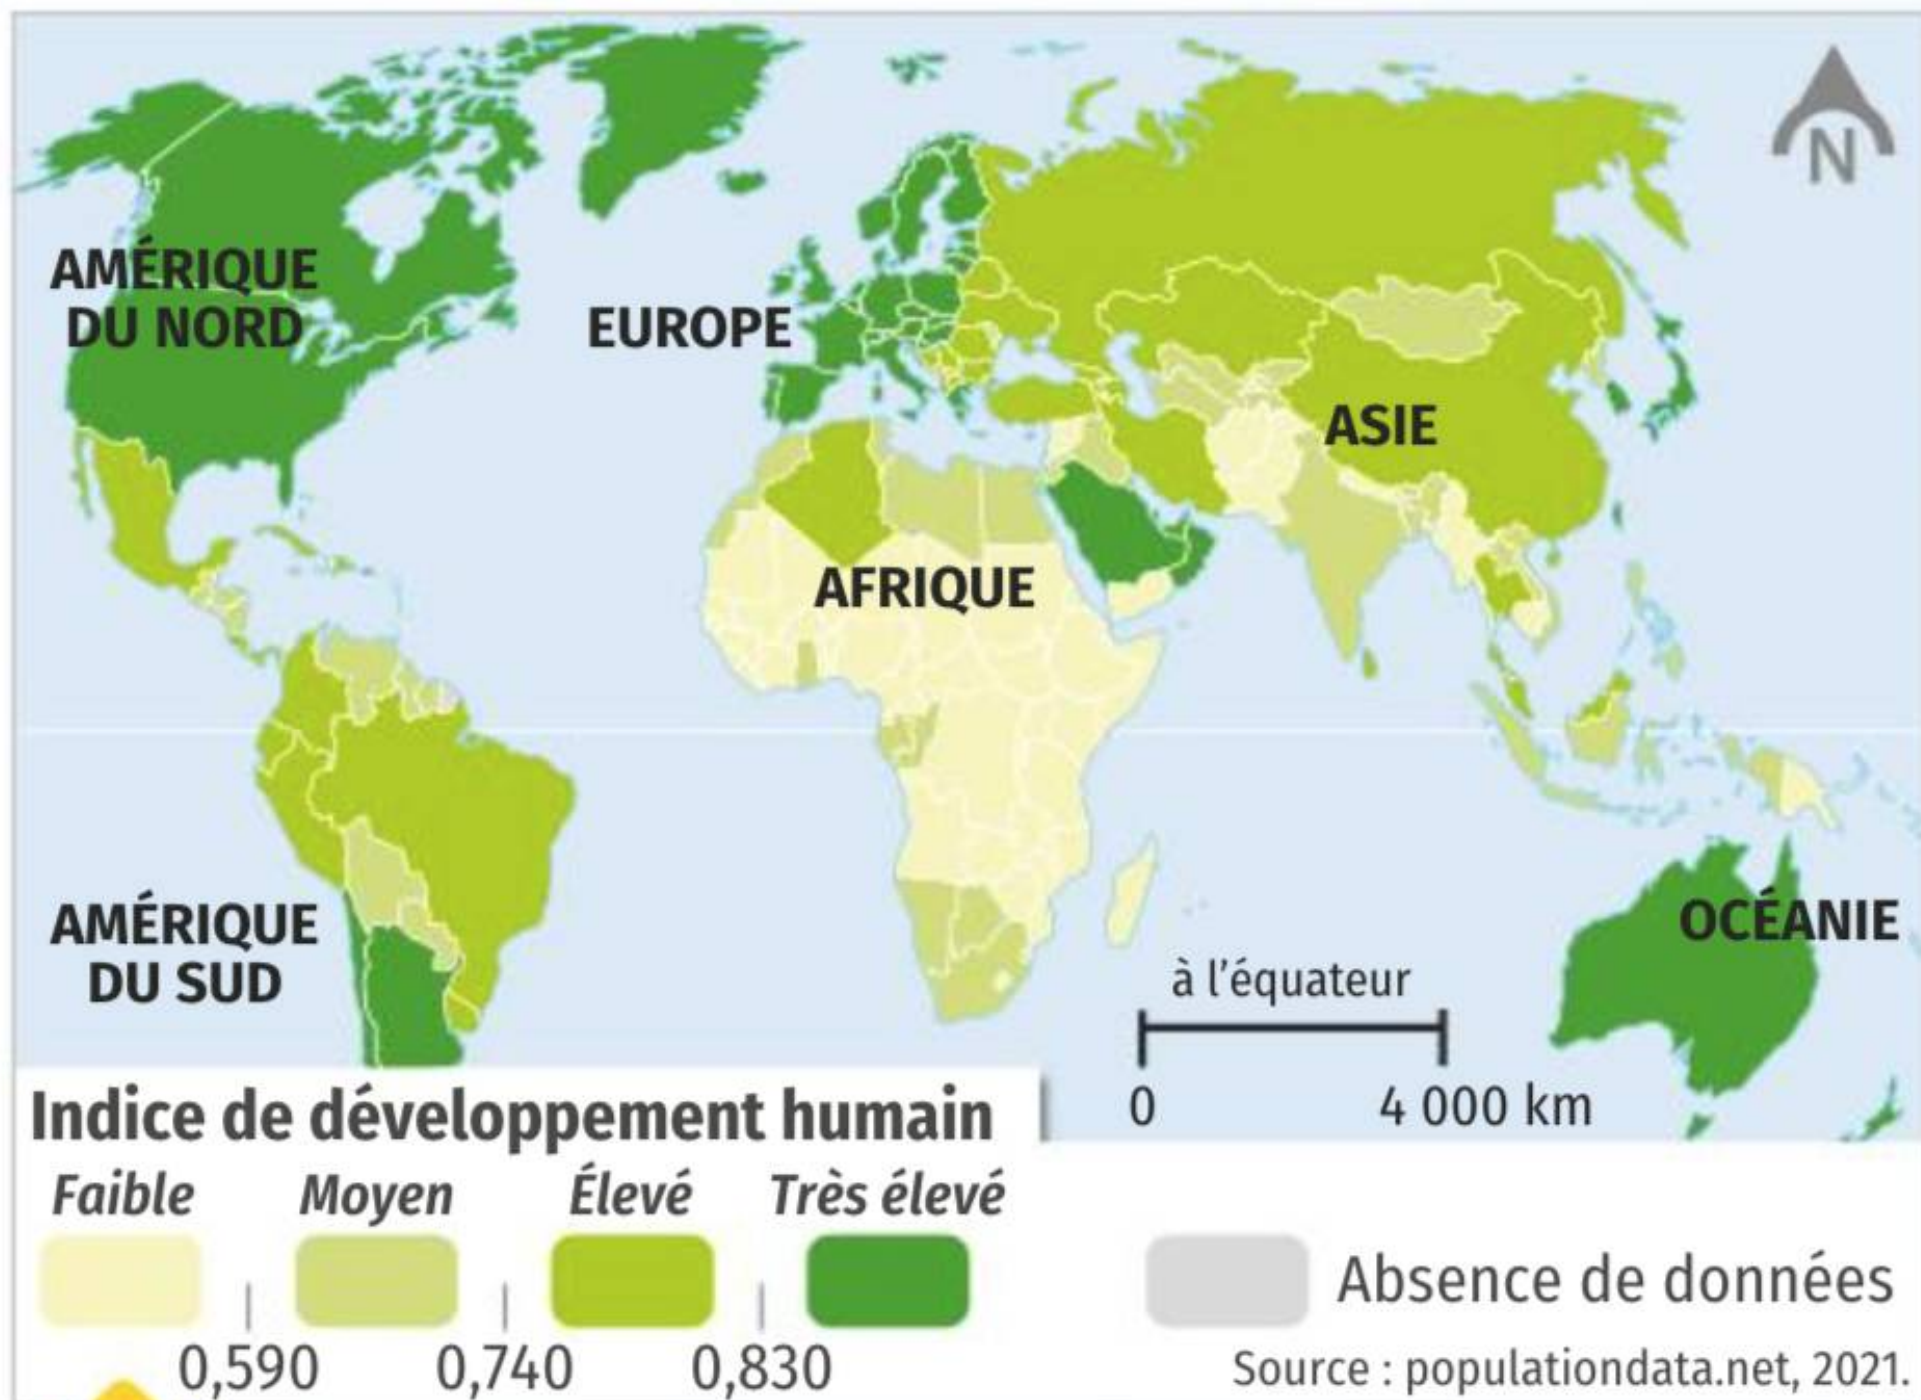 N
AMÉRIQUE
DU NORD
EUROPE
ASIE
AFRIQUE
AMÉRIQUE
DU SUD
OCÉANIE
à l'équateur
0 4 000 km
Indice de développement humain
Faible Moyen Élevé Très élevé
Absence de données
0,590 0,740 0,830
Source : populationdata.net, 2021.